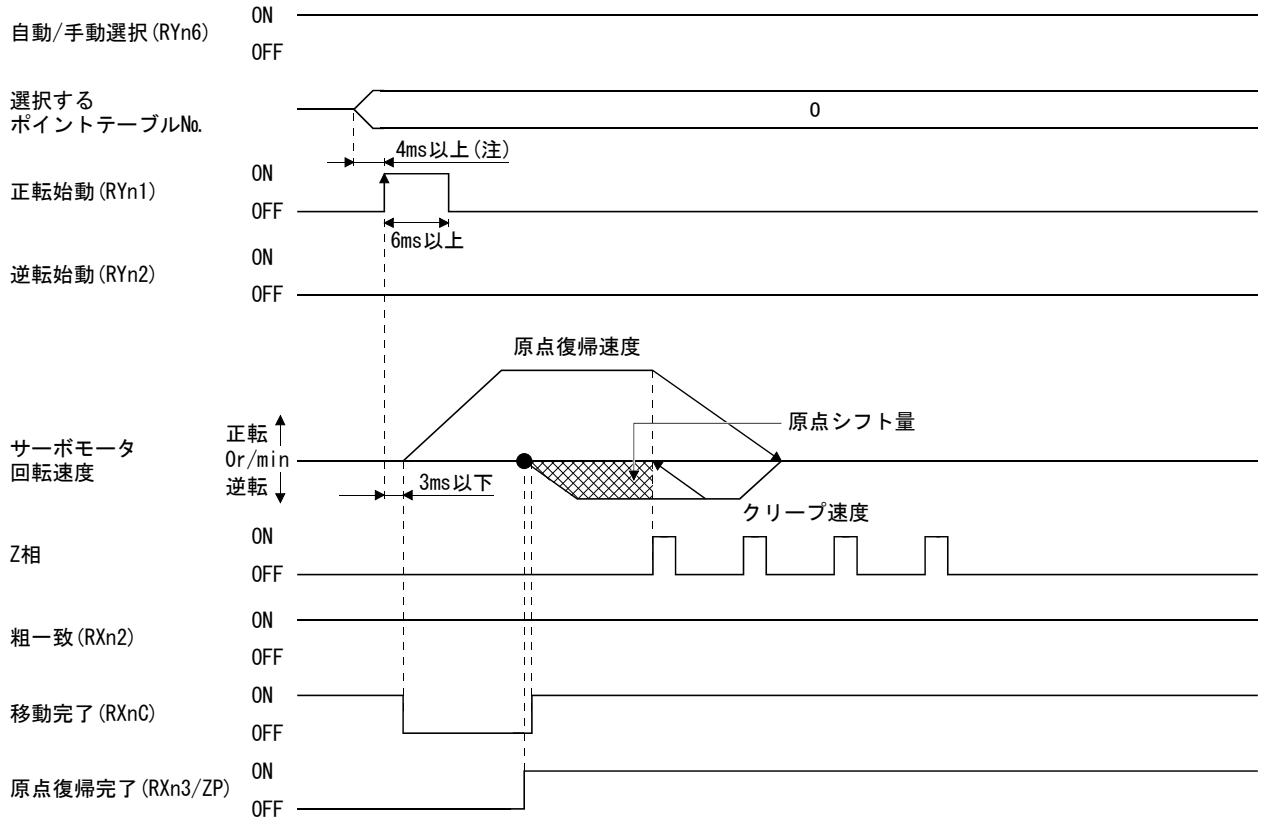 ON
自動/手動選択(RYn6)
OFF
選択する
ポイントテーブル№
0
4ms以上(注)
ON
正転始動(RYn1)
OFF
6ms以上
ON
逆転始動(RYn2)
OFF
原点復帰速度
原点シフト量
正転
サーボモータ
0r/min
回転速度
逆転
3ms以下
クリープ速度
ON
Z相
OFF
ON
粗一致(RXn2)
OFF
ON
移動完了(RXnC)
OFF
ON
原点復帰完了(RXn3/ZP)
OFF